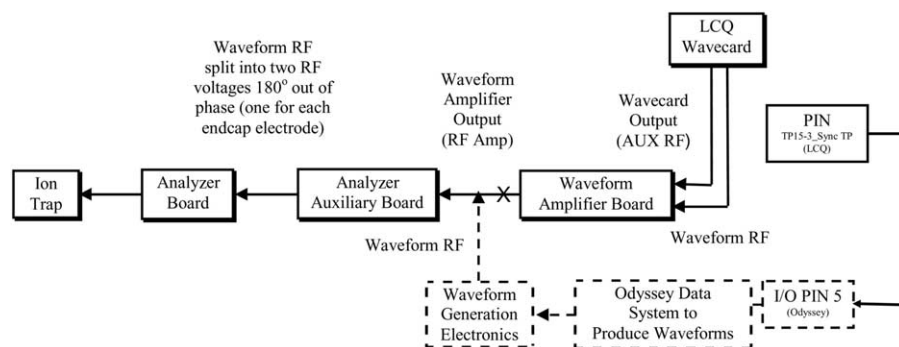 LCQ
Wavecard
Waveform RF
split into two RF
voltages 180° out of
phase (one for each
endcap electrode)
Waveform
Amplifier
Output
(RF Amp)
Wavecard
Output
(AUX RF)
PIN
TP15-3_Sync TP
(LCQ)
Ion
Trap
Analyzer
Board
Analyzer
Auxiliary Board
X
Waveform
Amplifier Board
Waveform RF
Waveform RF
Waveform
Generation
Electronics
Odyssey Data
System to
Produce Waveforms
I/O PIN 5
(Odyssey)